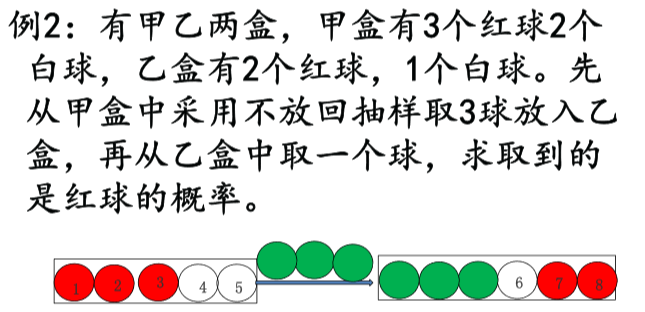 例2：有甲乙两盒，甲盒有3个红球2个
白球，乙盒有2个红球，1个白球。先
从甲盒中采用不放回抽样取3球放入乙
盒，再从乙盒中取一个球，求取到的
是红球的概率。
1 2 3 4 5 6 7 8